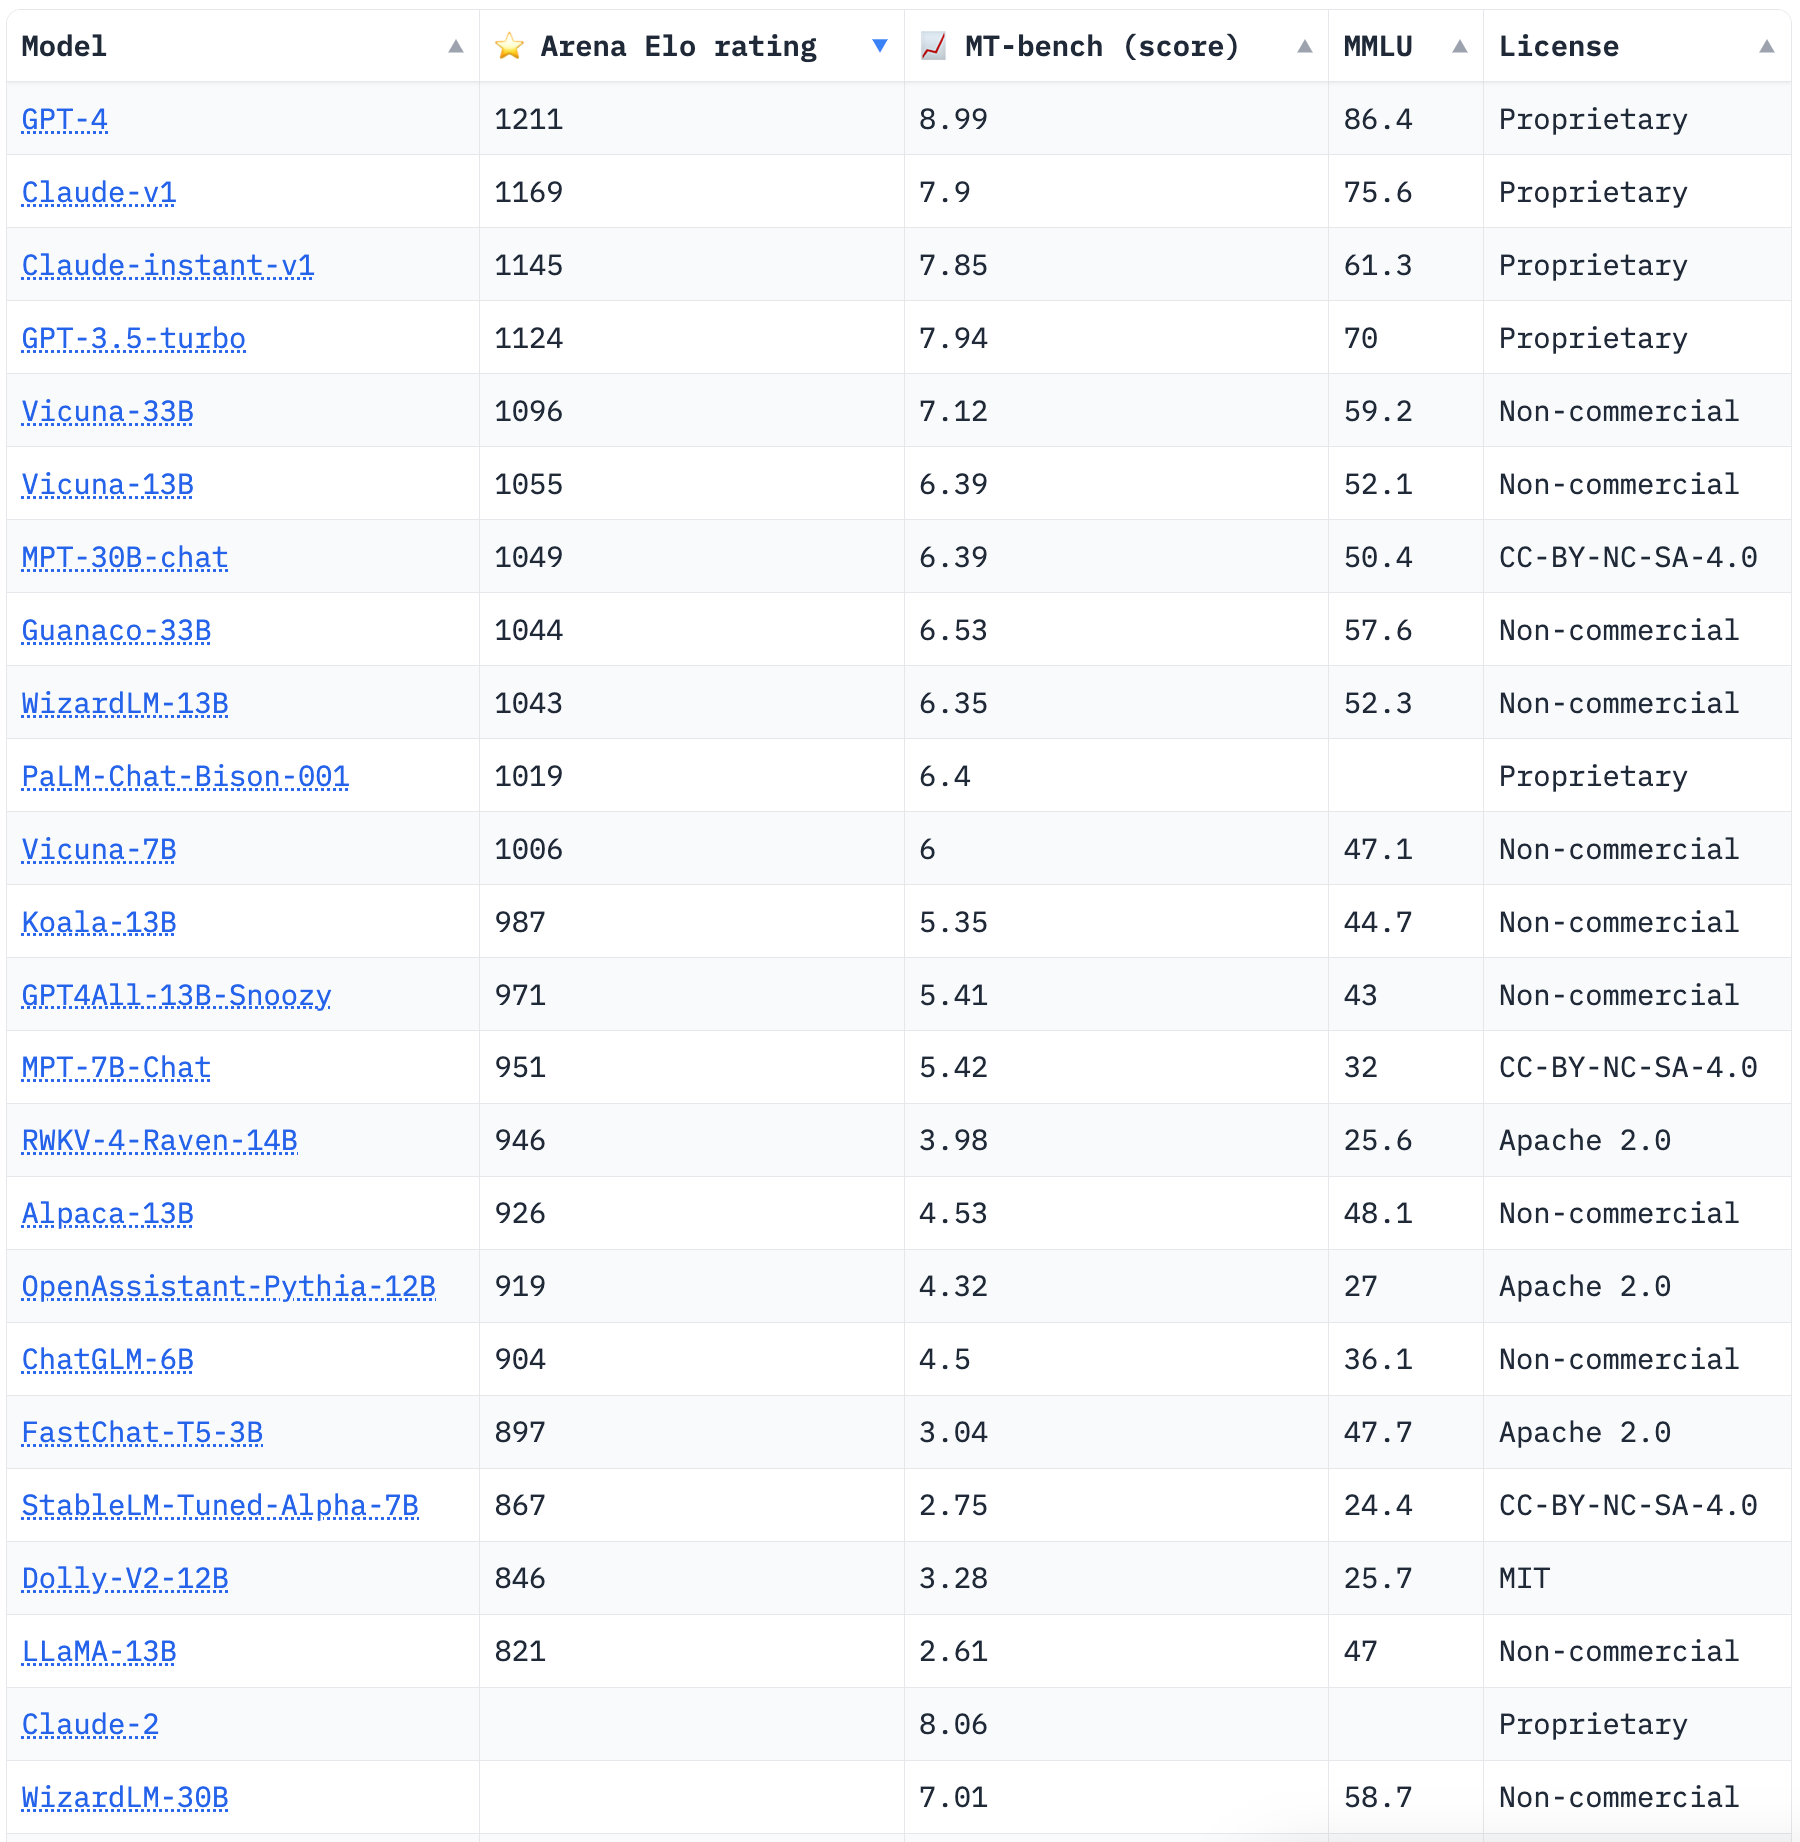 Model ▲ ⭐ Arena Elo rating ▼ 📈 MT-bench (score) ▲ MMLU ▲ License ▲
GPT-4 1211 8.99 86.4 Proprietary
Claude-v1 1169 7.9 75.6 Proprietary
Claude-instant-v1 1145 7.85 61.3 Proprietary
GPT-3.5-turbo 1124 7.94 70 Proprietary
Vicuna-33B 1096 7.12 59.2 Non-commercial
Vicuna-13B 1055 6.39 52.1 Non-commercial
MPT-30B-chat 1049 6.39 50.4 CC-BY-NC-SA-4.0
Guanaco-33B 1044 6.53 57.6 Non-commercial
WizardLM-13B 1043 6.35 52.3 Non-commercial
PaLM-Chat-Bison-001 1019 6.4 Proprietary
Vicuna-7B 1006 6 47.1 Non-commercial
Koala-13B 987 5.35 44.7 Non-commercial
GPT4All-13B-Snoozy 971 5.41 43 Non-commercial
MPT-7B-Chat 951 5.42 32 CC-BY-NC-SA-4.0
RWKV-4-Raven-14B 946 3.98 25.6 Apache 2.0
Alpaca-13B 926 4.53 48.1 Non-commercial
OpenAssistant-Pythia-12B 919 4.32 27 Apache 2.0
ChatGLM-6B 904 4.5 36.1 Non-commercial
FastChat-T5-3B 897 3.04 47.7 Apache 2.0
StableLM-Tuned-Alpha-7B 867 2.75 24.4 CC-BY-NC-SA-4.0
Dolly-V2-12B 846 3.28 25.7 MIT
LLaMA-13B 821 2.61 47 Non-commercial
Claude-2 8.06 Proprietary
WizardLM-30B 7.01 58.7 Non-commercial